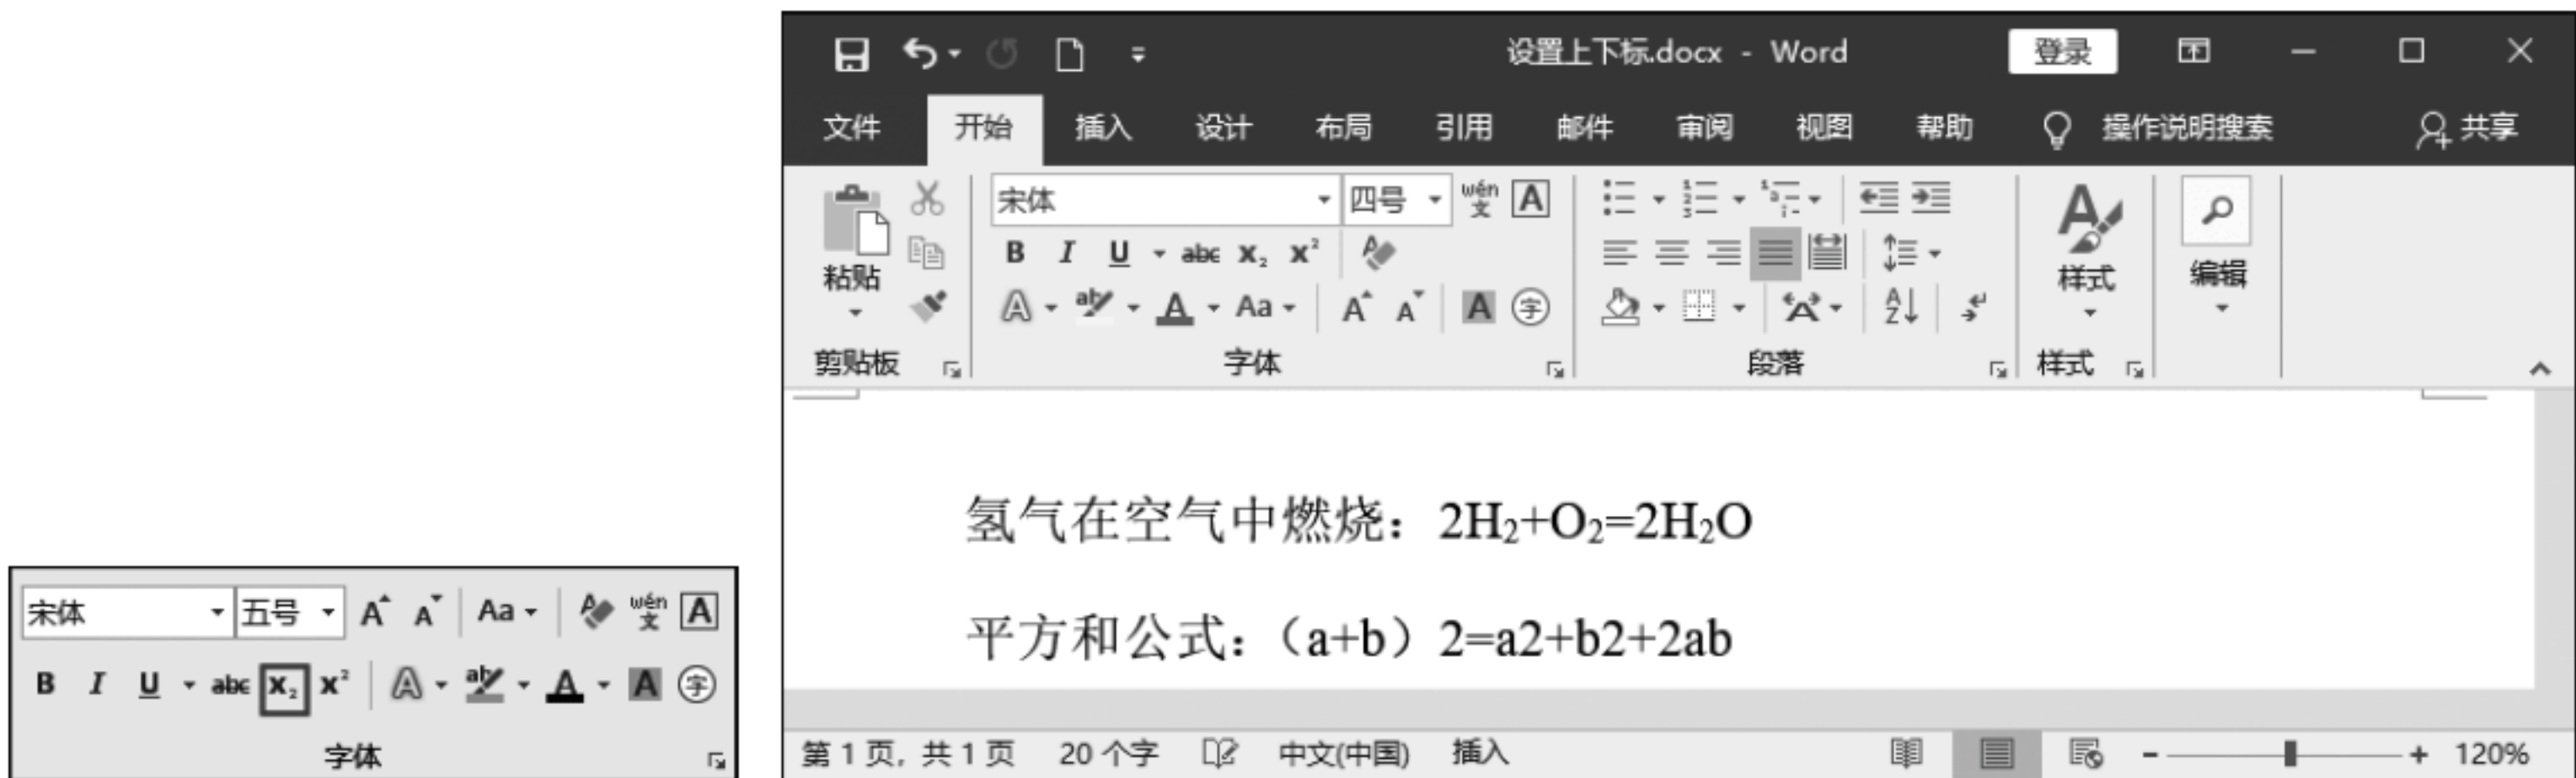 宋体 五号 A A Aa wén 文 A
B I U abc X₂ X² A ab A A 字
字体
设置上下标.docx - Word 登录
文件 开始 插入 设计 布局 引用 邮件 审阅 视图 帮助 操作说明搜索 共享
宋体 四号 wén 文 A
B I U abc X₂ X²
粘贴 样式 编辑
A ab A Aa A A A 字 A A Z
剪贴板 字体 段落 样式
氢气在空气中燃烧：2H₂+O₂=2H₂O
平方和公式：（a+b）2=a2+b2+2ab
第 1 页，共 1 页 20 个字 中文(中国) 插入 - + 120%